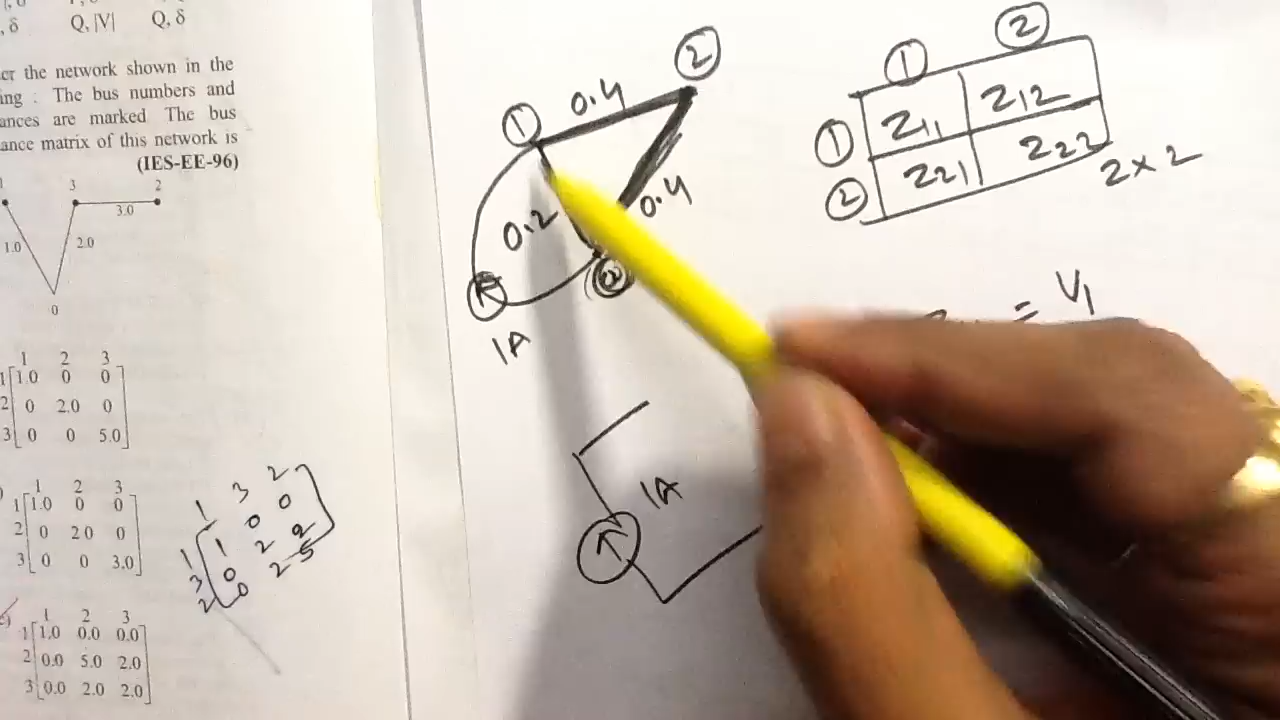 , δ Q, |V| Q, δ
er the network shown in the
ing : The bus numbers and
ances are marked The bus
ance matrix of this network is
(IES-EE-96)
1 3 2
3.0
1.0 2.0
0
1 2 3
1 1.0 0 0
2 0 2.0 0
3 0 0 5.0
1 2 3
1 1.0 0 0
2 0 20 0
3 0 0 3.0
1 2 3
1 1.0 0.0 0.0
2 0.0 5.0 2.0
3 0.0 2.0 2.0
1 3 2
1 1 0 0
3 0 2 2
2 0 2 5
1
2
0.4
0.4
0.2
1A
1 2
1 Z11 Z12
2 Z21 Z22
2×2
= V1
1A